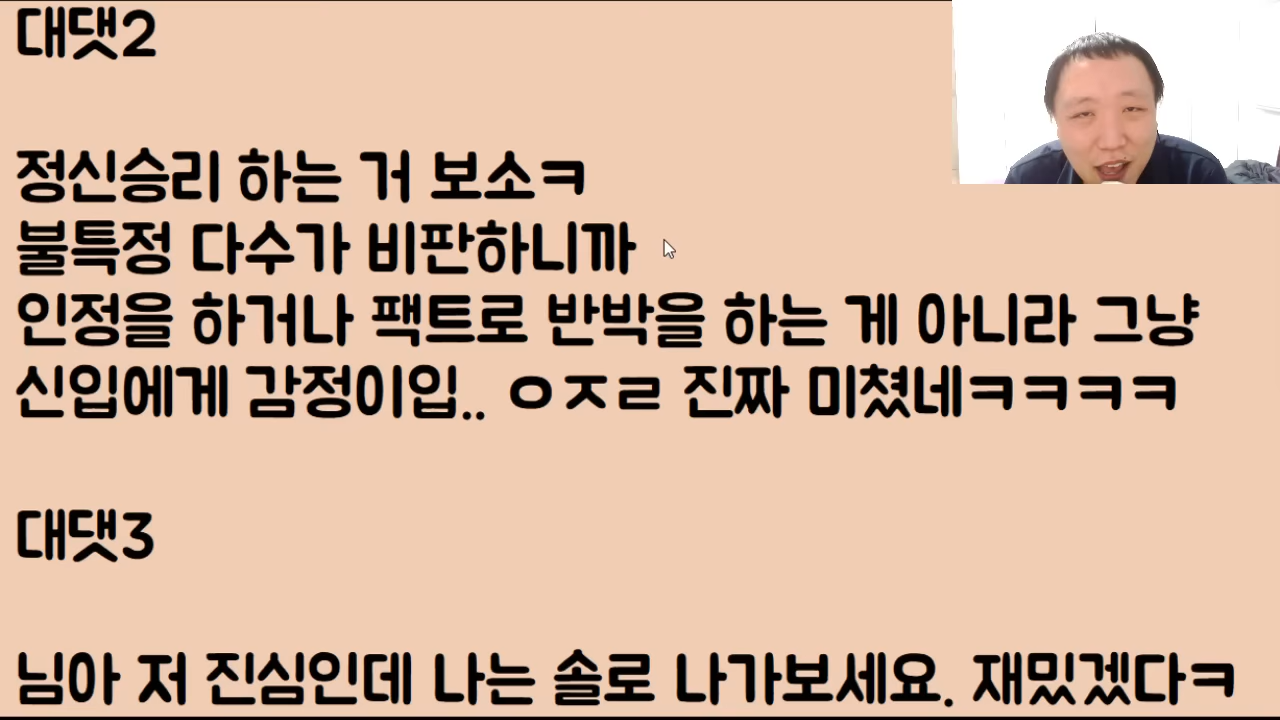 대댓2
정신승리 하는 거 보소ㅋ
불특정 다수가 비판하니까
인정을 하거나 팩트로 반박을 하는 게 아니라 그냥
신입에게 감정이입.. ㅇㅈㄹ 진짜 미쳤네ㅋㅋㅋㅋ
대댓3
님아 저 진심인데 나는 솔로 나가보세요. 재밌겠다ㅋ